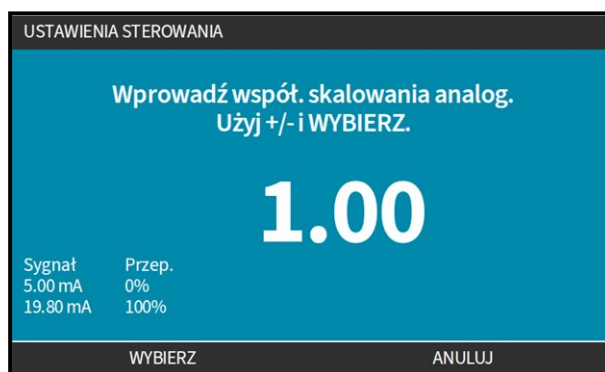 USTAWIENIA STEROWANIA
Wprowadź współ. skalowania analog.
Użyj +/- i WYBIERZ.
1.00
Sygnał Przep.
5.00 mA 0%
19.80 mA 100%
WYBIERZ ANULUJ